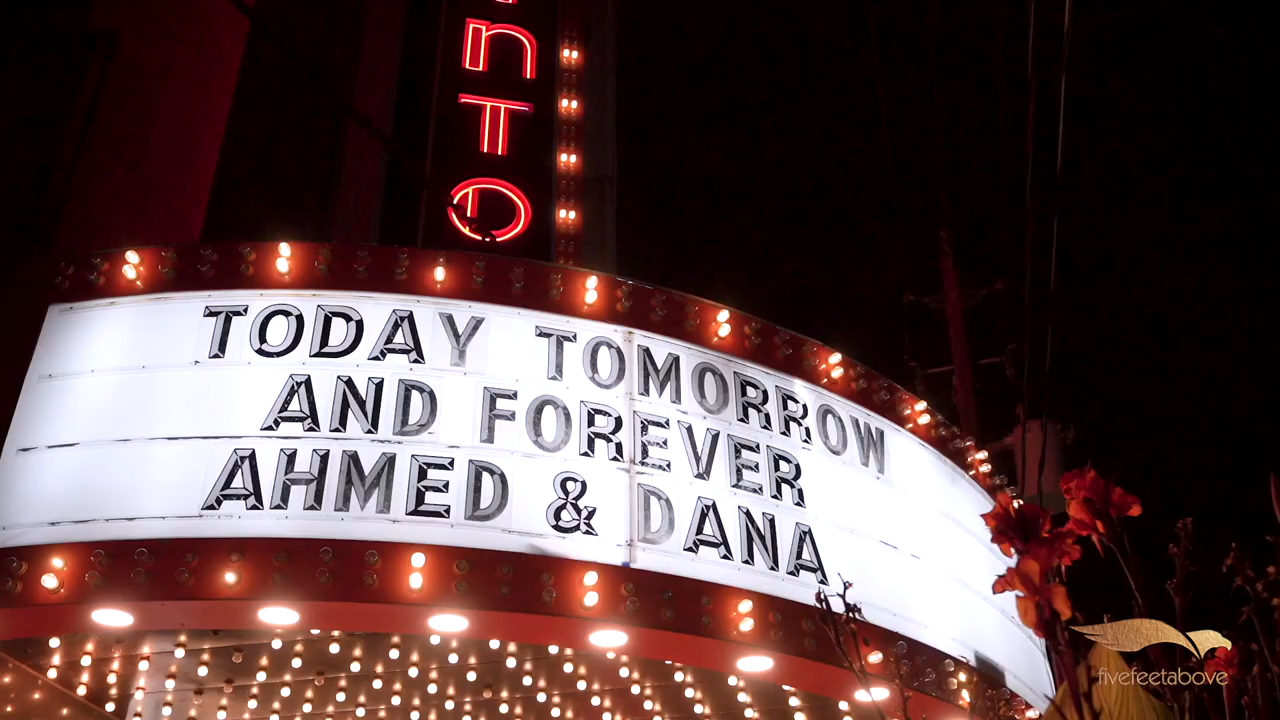 nTO
TODAY TOMORROW
AND FOREVER
AHMED & DANA
fivefeetabove